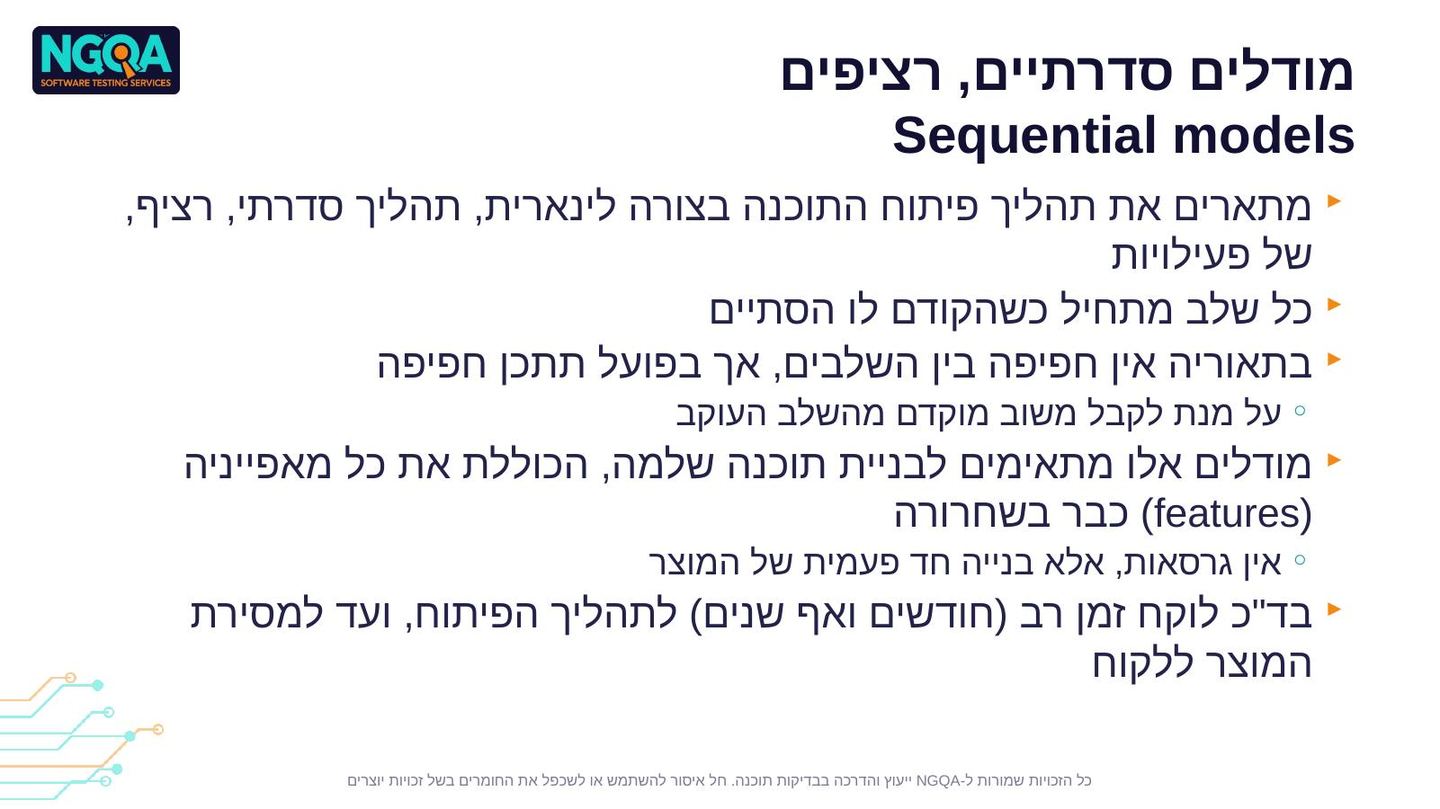 NGQA
SOFTWARE TESTING SERVICES
מודלים סדרתיים, רציפים
Sequential models
מתארים את תהליך פיתוח התוכנה בצורה לינארית, תהליך סדרתי, רציף,
של פעילויות
כל שלב מתחיל כשהקודם לו הסתיים
בתאוריה אין חפיפה בין השלבים, אך בפועל תתכן חפיפה
על מנת לקבל משוב מוקדם מהשלב העוקב
מודלים אלו מתאימים לבניית תוכנה שלמה, הכוללת את כל מאפייניה
(features) כבר בשחרורה
אין גרסאות, אלא בנייה חד פעמית של המוצר
בד"כ לוקח זמן רב (חודשים ואף שנים) לתהליך הפיתוח, ועד למסירת
המוצר ללקוח
כל הזכויות שמורות ל-NGQA ייעוץ והדרכה בבדיקות תוכנה. חל איסור להשתמש או לשכפל את החומרים בשל זכויות יוצרים